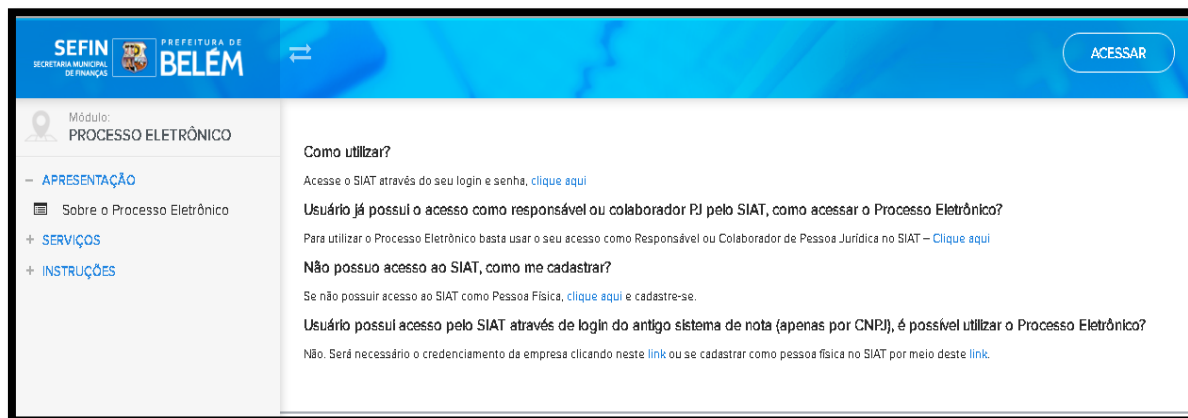 SEFIN
SECRETARIA MUNICIPAL
DE FINANÇAS
PREFEITURA DE
BELÉM
ACESSAR
Módulo:
PROCESSO ELETRÔNICO
− APRESENTAÇÃO
Sobre o Processo Eletrônico
+ SERVIÇOS
+ INSTRUÇÕES
Como utilizar?
Acesse o SIAT através do seu login e senha, clique aqui
Usuário já possui o acesso como responsável ou colaborador PJ pelo SIAT, como acessar o Processo Eletrônico?
Para utilizar o Processo Eletrônico basta usar o seu acesso como Responsável ou Colaborador de Pessoa Jurídica no SIAT – Clique aqui
Não possuo acesso ao SIAT, como me cadastrar?
Se não possuir acesso ao SIAT como Pessoa Física, clique aqui e cadastre-se.
Usuário possui acesso pelo SIAT através de login do antigo sistema de nota (apenas por CNPJ), é possível utilizar o Processo Eletrônico?
Não. Será necessário o credenciamento da empresa clicando neste link ou se cadastrar como pessoa física no SIAT por meio deste link.